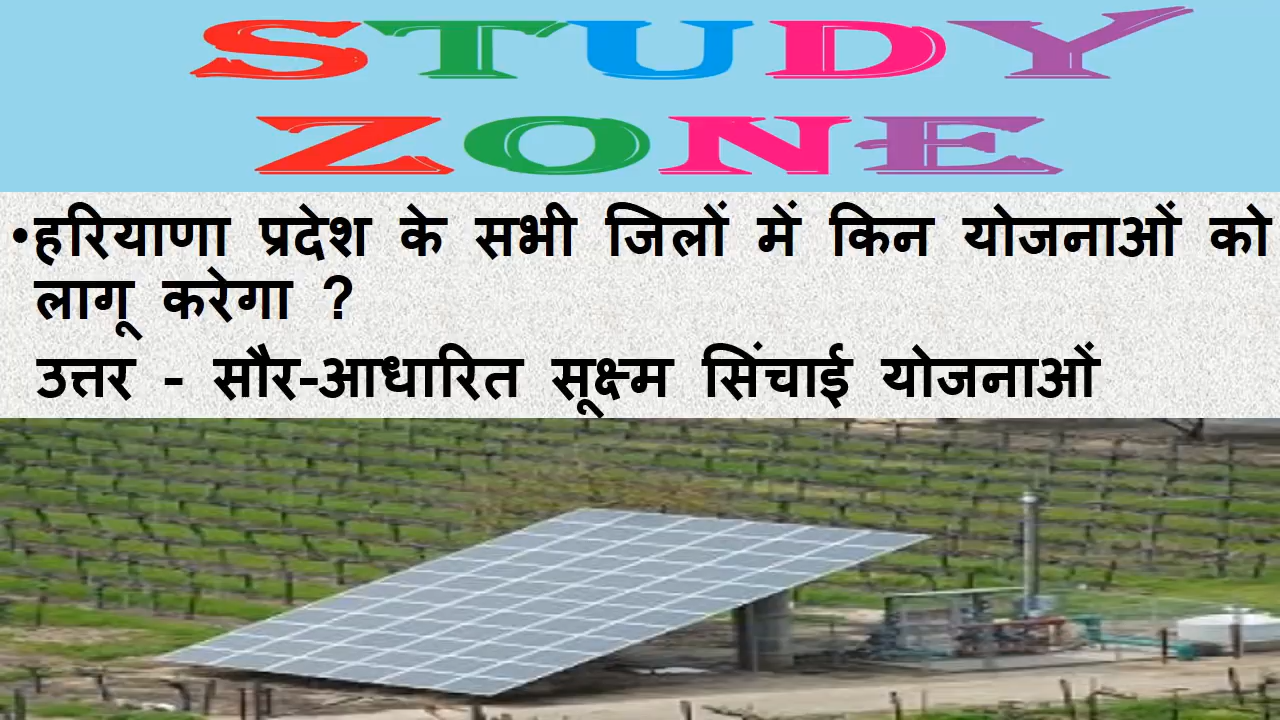 STUDY
ZONE
•हरियाणा प्रदेश के सभी जिलों में किन योजनाओं को
लागू करेगा ?
उत्तर - सौर-आधारित सूक्ष्म सिंचाई योजनाओं